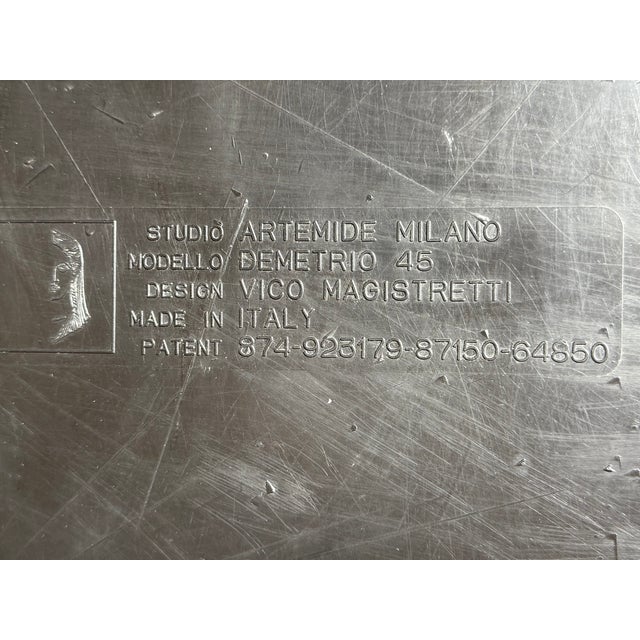 STUDIO ARTEMIDE MILANO
MODELLO DEMETRIO 45
DESIGN VICO MAGISTRETTI
MADE IN ITALY
PATENT 874-923179-87150-64850